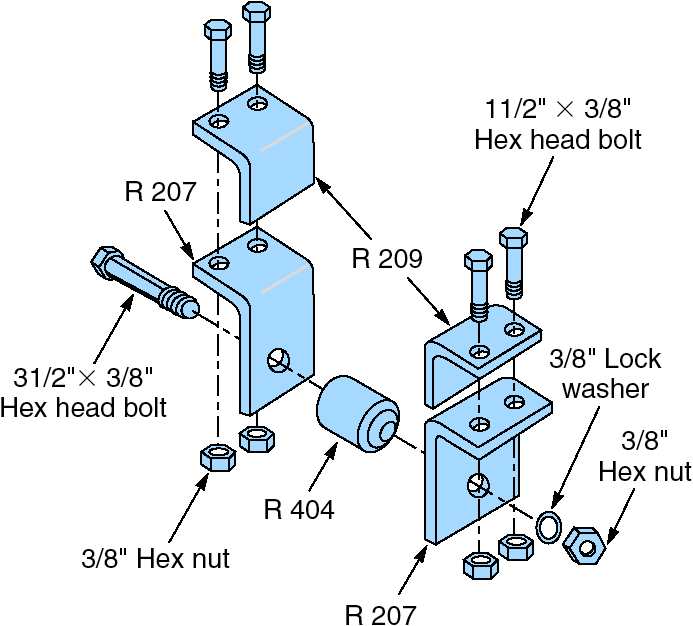 11/2" × 3/8"
Hex head bolt
R 207
R 209
31/2"× 3/8"
Hex head bolt
3/8" Lock
washer
3/8"
Hex nut
R 404
3/8" Hex nut
R 207